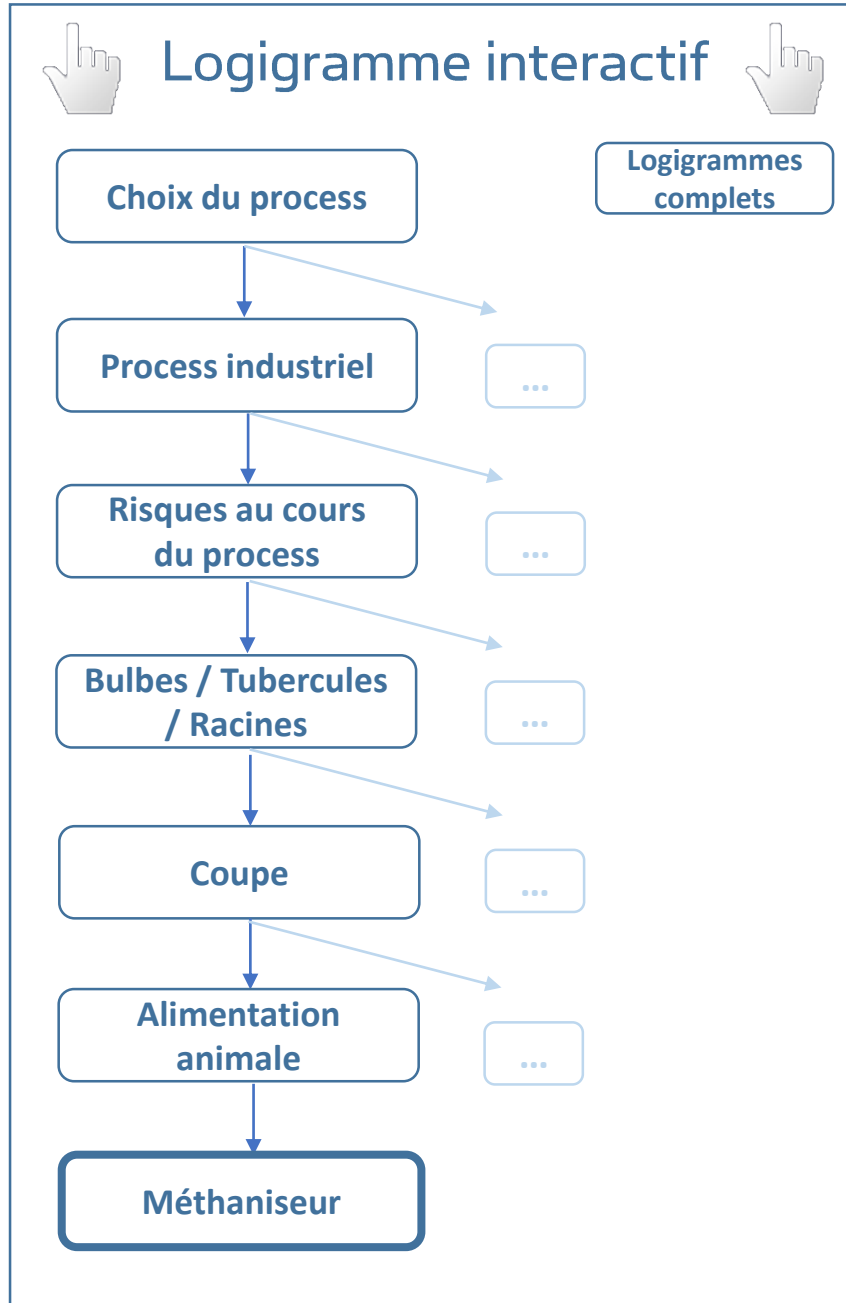 Logigramme interactif
Logigrammes
complets
Choix du process
Process industriel
...
Risques au cours
du process
...
Bulbes / Tubercules
/ Racines
...
Coupe
...
Alimentation
animale
...
Méthaniseur